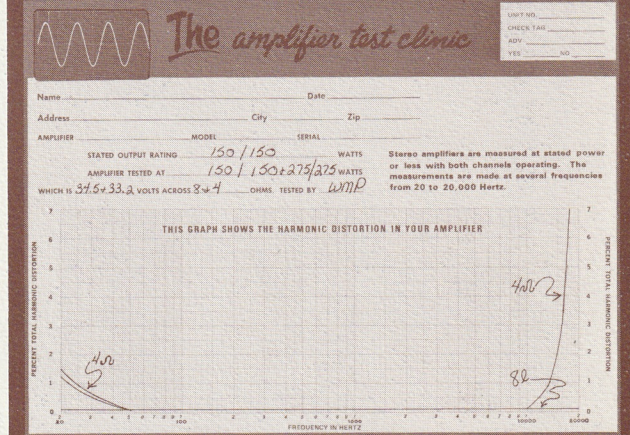 The amplifier test clinic
UNIT NO.
CHECK TAG
ADV.
YES NO
Name Date
Address City Zip
AMPLIFIER MODEL SERIAL
STATED OUTPUT RATING 150 / 150 WATTS
AMPLIFIER TESTED AT 150 / 150 + 275/275 WATTS
WHICH IS 34.5 + 33.2 VOLTS ACROSS 8 + 4 OHMS. TESTED BY WMP
Stereo amplifiers are measured at stated power
or less with both channels operating. The
measurements are made at several frequencies
from 20 to 20,000 Hertz.
THIS GRAPH SHOWS THE HARMONIC DISTORTION IN YOUR AMPLIFIER
PERCENT TOTAL HARMONIC DISTORTION
7
6
5
4
3
2
1
0
4Ω
4Ω
8Ω
7
6
5
4
3
2
1
0
PERCENT TOTAL HARMONIC DISTORTION
20 100 1000 10000 20000
FREQUENCY IN HERTZ